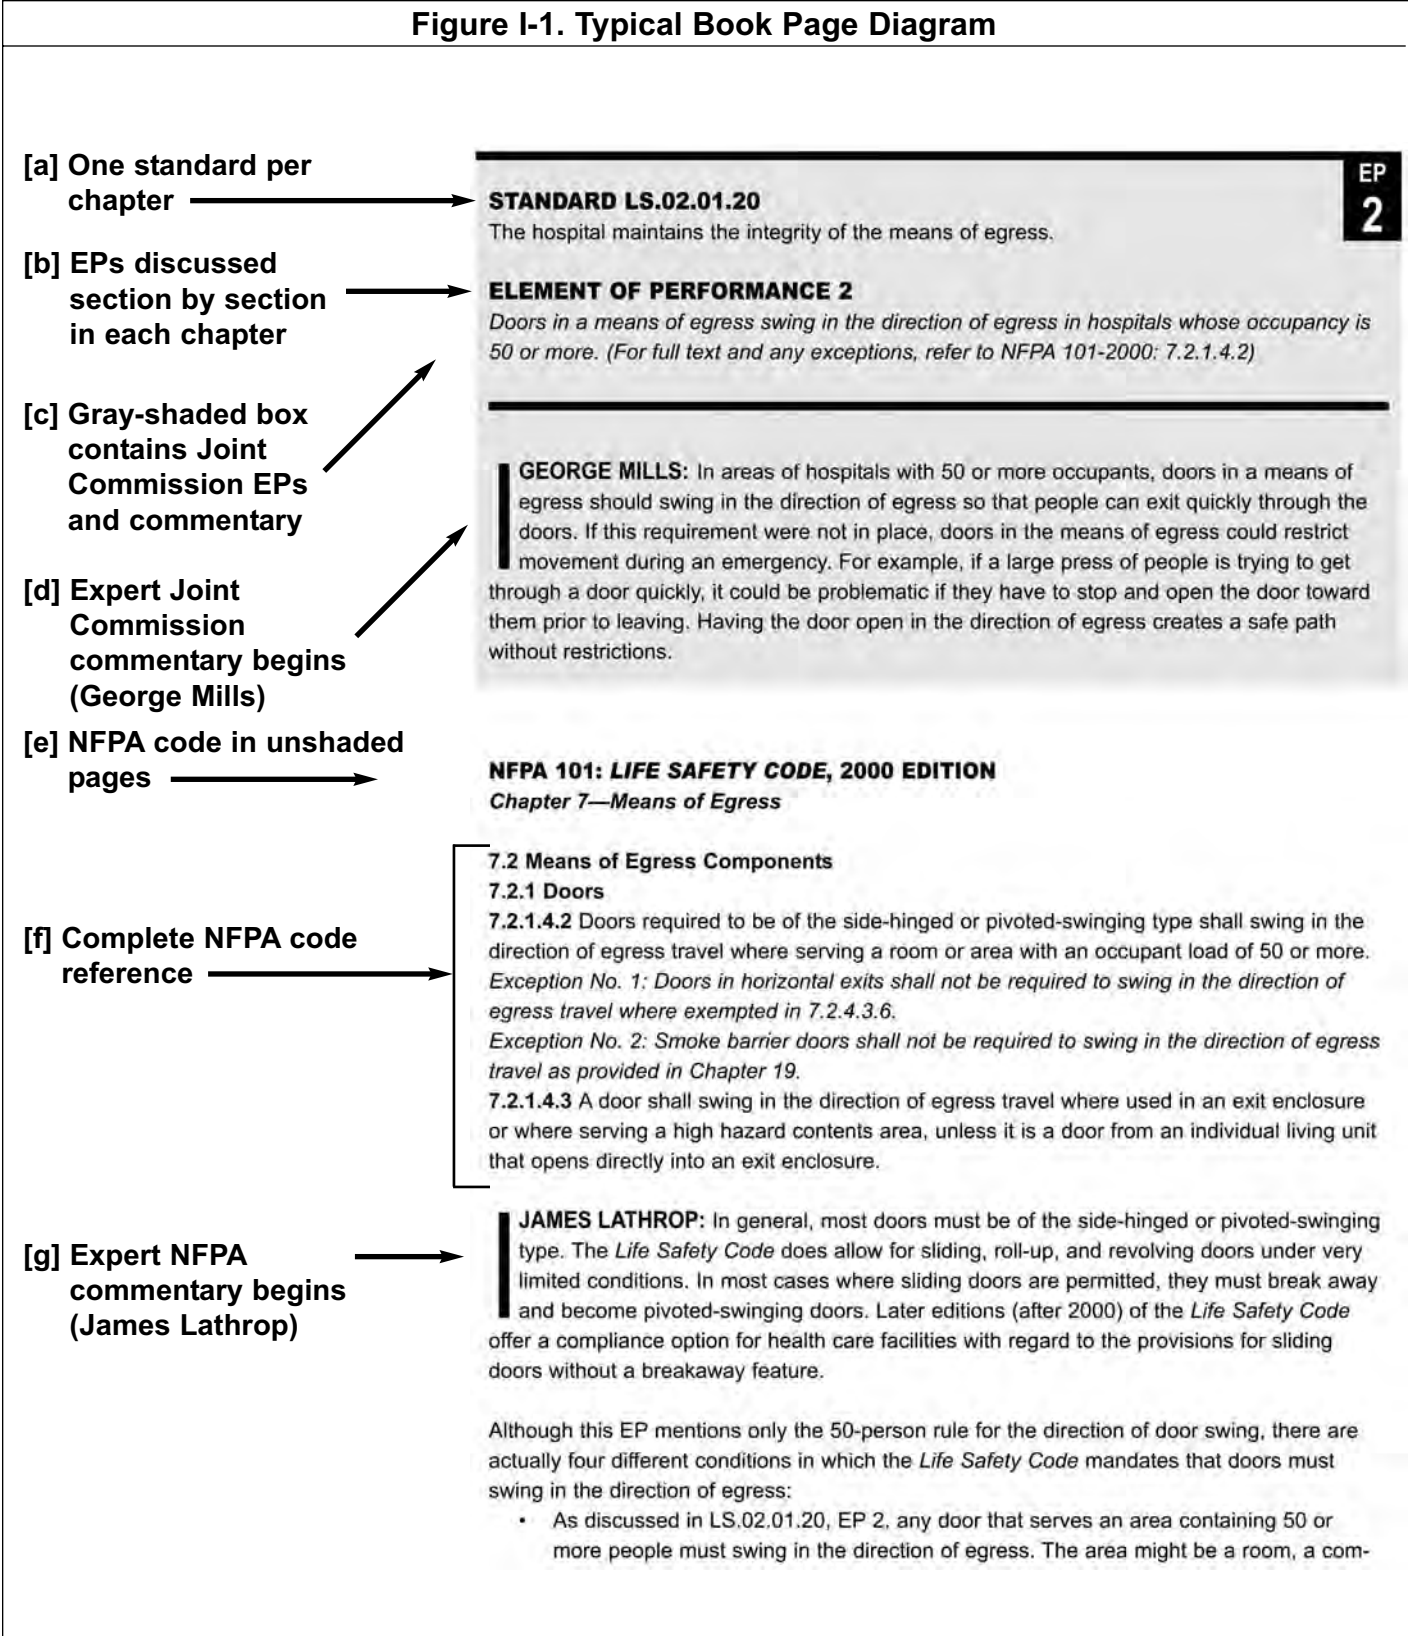 Figure I-1. Typical Book Page Diagram
[a] One standard per
chapter
[b] EPs discussed
section by section
in each chapter
[c] Gray-shaded box
contains Joint
Commission EPs
and commentary
[d] Expert Joint
Commission
commentary begins
(George Mills)
[e] NFPA code in unshaded
pages
[f] Complete NFPA code
reference
[g] Expert NFPA
commentary begins
(James Lathrop)
EP
2
STANDARD LS.02.01.20
The hospital maintains the integrity of the means of egress.
ELEMENT OF PERFORMANCE 2
Doors in a means of egress swing in the direction of egress in hospitals whose occupancy is
50 or more. (For full text and any exceptions, refer to NFPA 101-2000: 7.2.1.4.2)
GEORGE MILLS: In areas of hospitals with 50 or more occupants, doors in a means of
egress should swing in the direction of egress so that people can exit quickly through the
doors. If this requirement were not in place, doors in the means of egress could restrict
movement during an emergency. For example, if a large press of people is trying to get
through a door quickly, it could be problematic if they have to stop and open the door toward
them prior to leaving. Having the door open in the direction of egress creates a safe path
without restrictions.
NFPA 101: LIFE SAFETY CODE, 2000 EDITION
Chapter 7—Means of Egress
7.2 Means of Egress Components
7.2.1 Doors
7.2.1.4.2 Doors required to be of the side-hinged or pivoted-swinging type shall swing in the
direction of egress travel where serving a room or area with an occupant load of 50 or more.
Exception No. 1: Doors in horizontal exits shall not be required to swing in the direction of
egress travel where exempted in 7.2.4.3.6.
Exception No. 2: Smoke barrier doors shall not be required to swing in the direction of egress
travel as provided in Chapter 19.
7.2.1.4.3 A door shall swing in the direction of egress travel where used in an exit enclosure
or where serving a high hazard contents area, unless it is a door from an individual living unit
that opens directly into an exit enclosure.
JAMES LATHROP: In general, most doors must be of the side-hinged or pivoted-swinging
type. The Life Safety Code does allow for sliding, roll-up, and revolving doors under very
limited conditions. In most cases where sliding doors are permitted, they must break away
and become pivoted-swinging doors. Later editions (after 2000) of the Life Safety Code
offer a compliance option for health care facilities with regard to the provisions for sliding
doors without a breakaway feature.
Although this EP mentions only the 50-person rule for the direction of door swing, there are
actually four different conditions in which the Life Safety Code mandates that doors must
swing in the direction of egress:
• As discussed in LS.02.01.20, EP 2, any door that serves an area containing 50 or
more people must swing in the direction of egress. The area might be a room, a com-